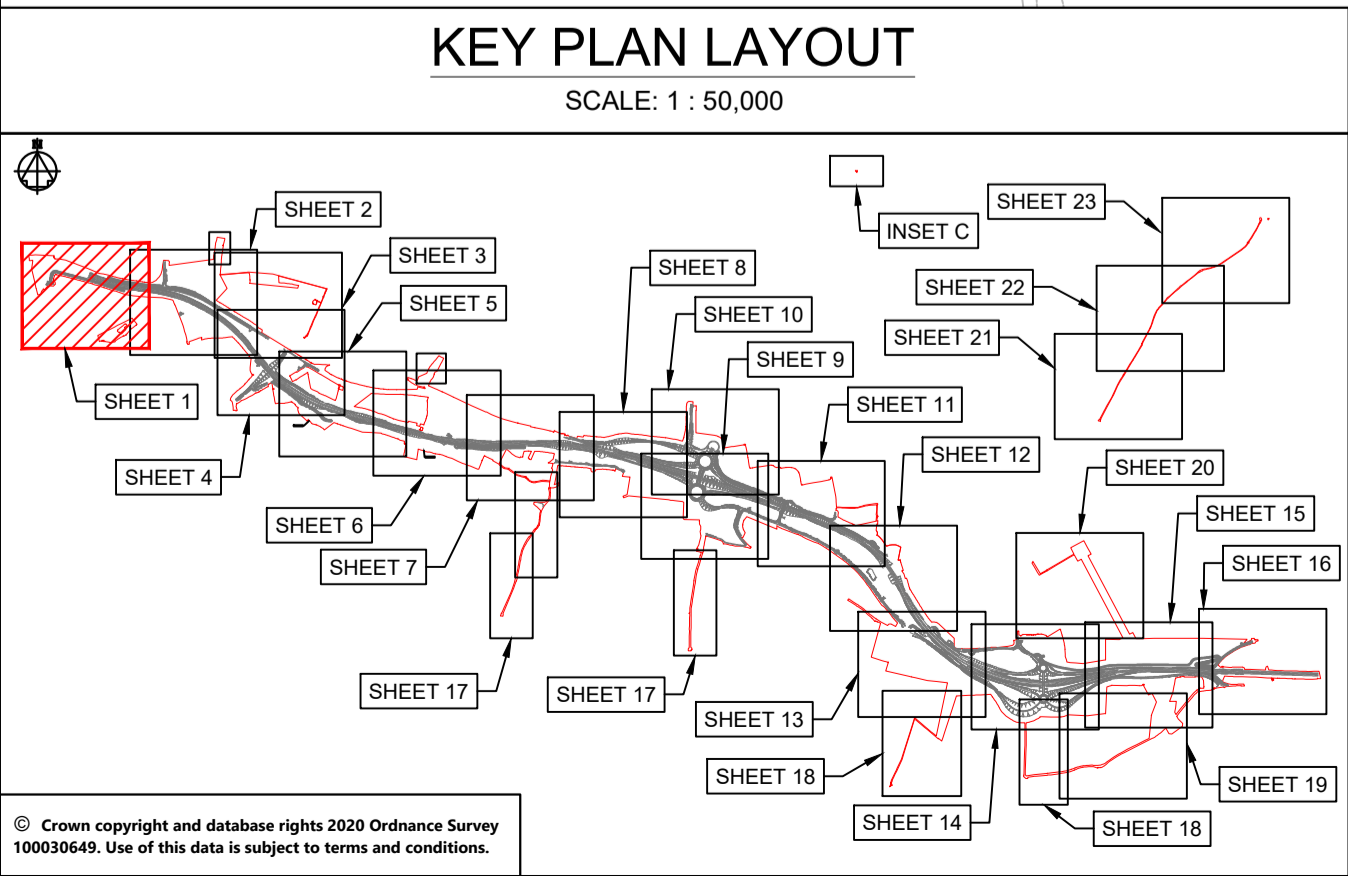 KEY PLAN LAYOUT
SCALE: 1 : 50,000
SHEET 2
SHEET 23
INSET C
SHEET 3
SHEET 8
SHEET 22
SHEET 5
SHEET 10
SHEET 21
SHEET 9
SHEET 1
SHEET 11
SHEET 12
SHEET 4
SHEET 20
SHEET 15
SHEET 6
SHEET 16
SHEET 7
SHEET 17
SHEET 17
SHEET 13
SHEET 18
SHEET 19
SHEET 14
SHEET 18
© Crown copyright and database rights 2020 Ordnance Survey
100030649. Use of this data is subject to terms and conditions.